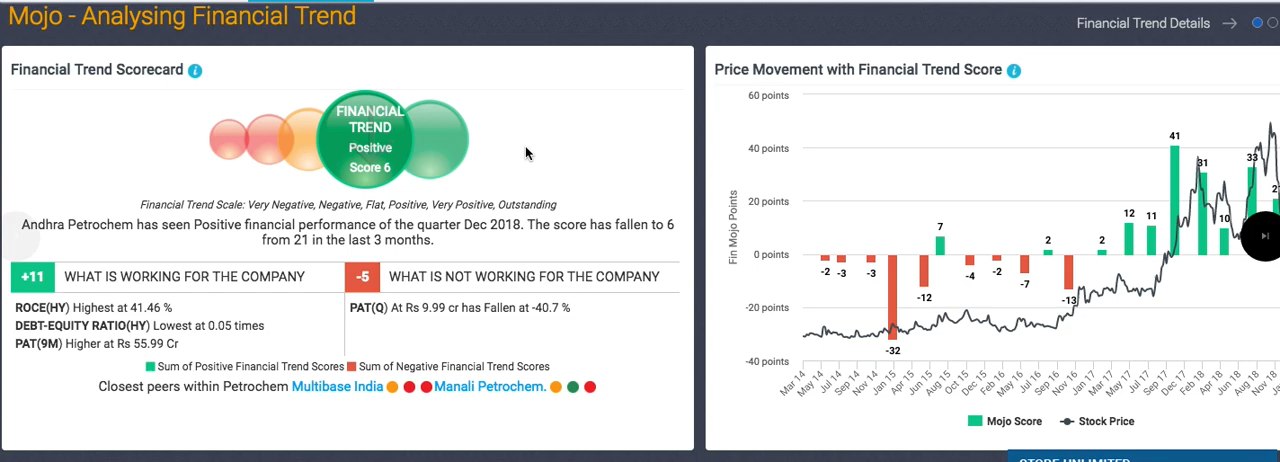 Mojo - Analysing Financial Trend
Financial Trend Details
Financial Trend Scorecard
FINANCIAL
TREND
Positive
Score 6
Financial Trend Scale: Very Negative, Negative, Flat, Positive, Very Positive, Outstanding
Andhra Petrochem has seen Positive financial performance of the quarter Dec 2018. The score has fallen to 6
from 21 in the last 3 months.
+11 WHAT IS WORKING FOR THE COMPANY
-5 WHAT IS NOT WORKING FOR THE COMPANY
ROCE(HY) Highest at 41.46 %
DEBT-EQUITY RATIO(HY) Lowest at 0.05 times
PAT(9M) Higher at Rs 55.99 Cr
PAT(Q) At Rs 9.99 cr has Fallen at -40.7 %
Sum of Positive Financial Trend Scores Sum of Negative Financial Trend Scores
Closest peers within Petrochem Multibase India Manali Petrochem.
Price Movement with Financial Trend Score
Fin Mojo Points
60 points
40 points
20 points
0 points
-20 points
-40 points
-2
-3
-3
-32
-12
7
-4
-2
-7
2
-13
2
12
11
41
31
10
33
2
Mar 14
May 14
Jul 14
Sep 14
Nov 14
Jan 15
Apr 15
Jun 15
Aug 15
Oct 15
Dec 15
Feb 16
May 16
Jul 16
Sep 16
Nov 16
Jan 17
Mar 17
May 17
Jul 17
Sep 17
Dec 17
Feb 18
Apr 18
Jun 18
Aug 18
Nov 18
Mojo Score Stock Price